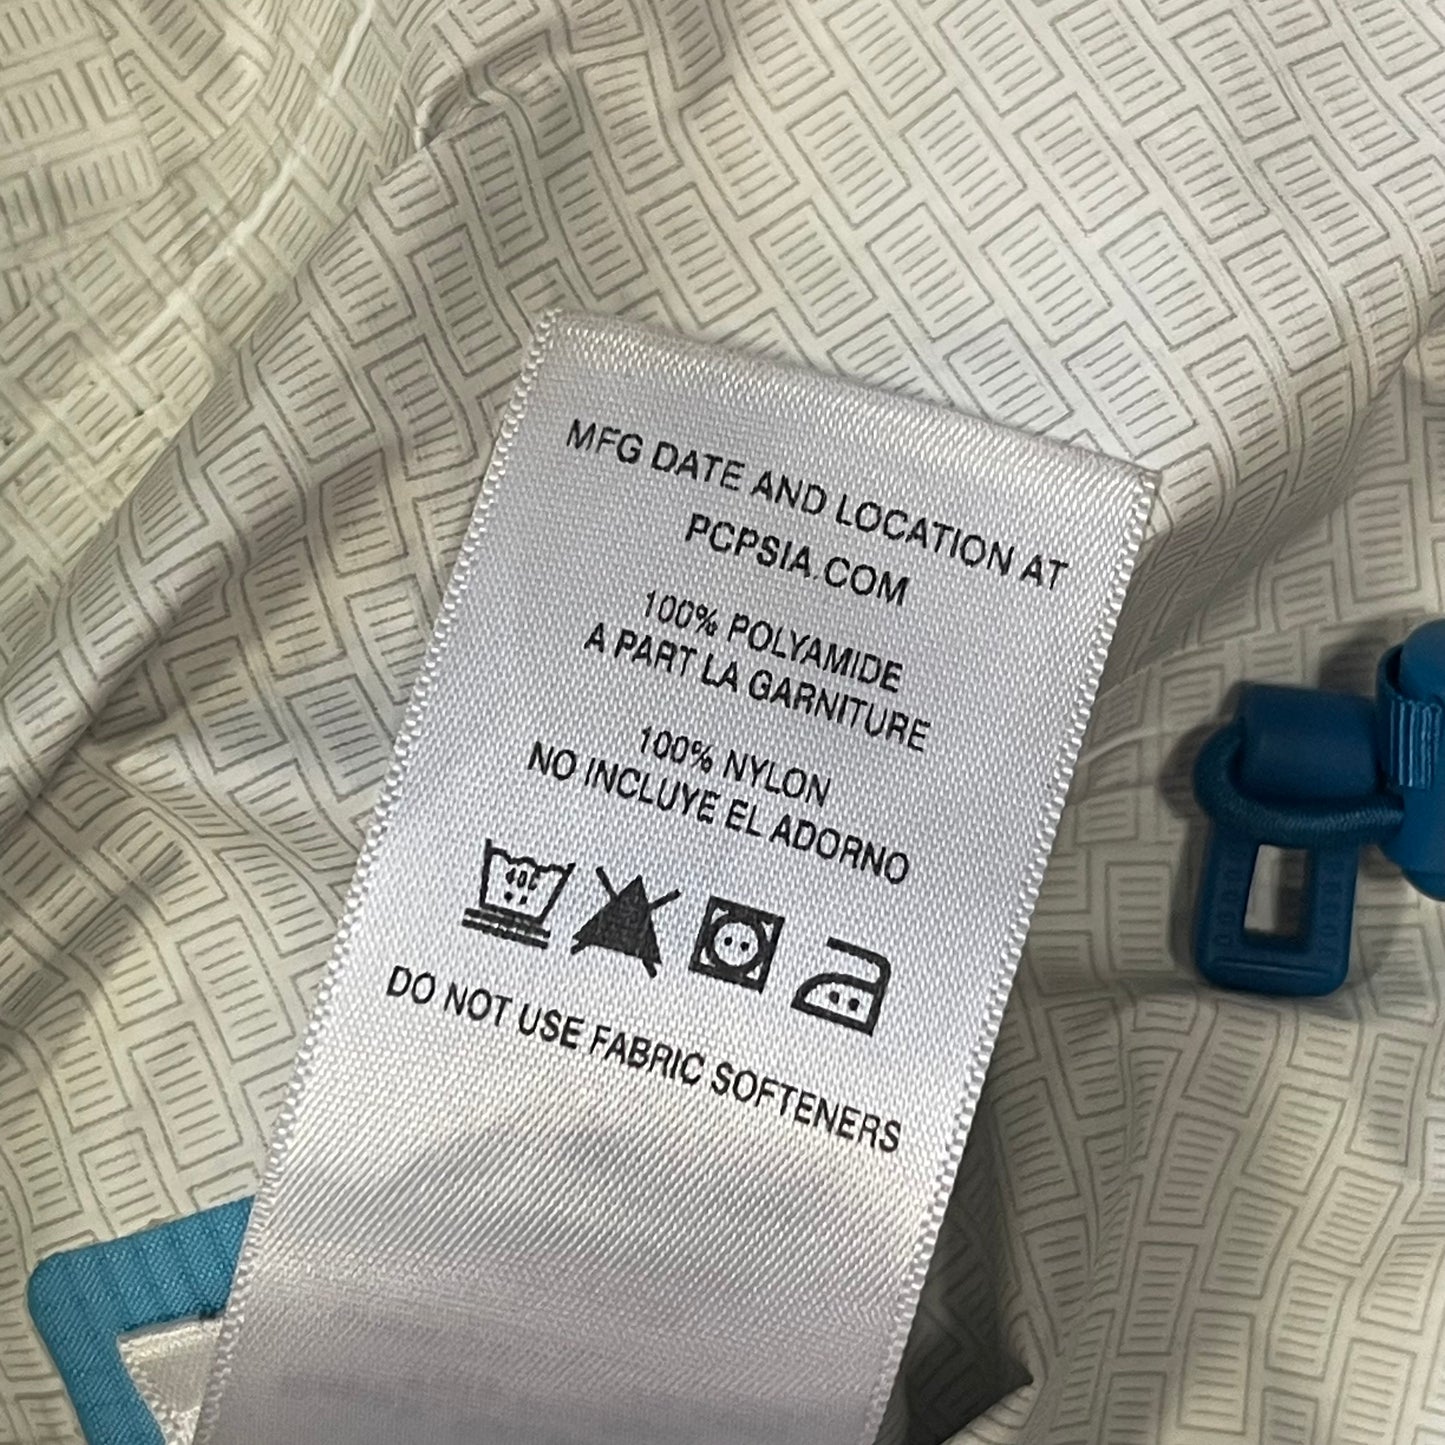 MFG DATE AND LOCATION AT
PCPSIA.COM
100% POLYAMIDE
A PART LA GARNITURE
100% NYLON
NO INCLUYE EL ADORNO
40C
DO NOT USE FABRIC SOFTENERS